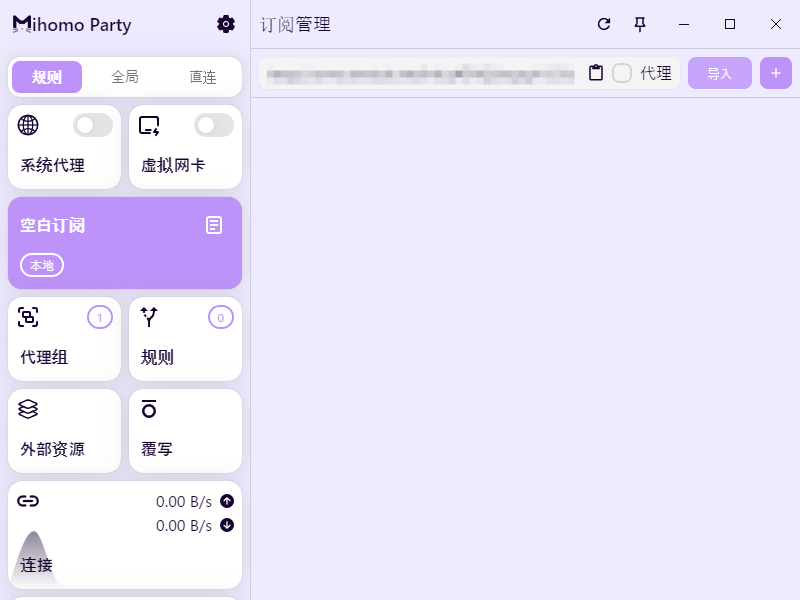 Mihomo Party
订阅管理
规则 全局 直连
代理 导入 +
系统代理 虚拟网卡
空白订阅
本地
1 0
代理组 规则
外部资源 覆写
0.00 B/s
0.00 B/s
连接